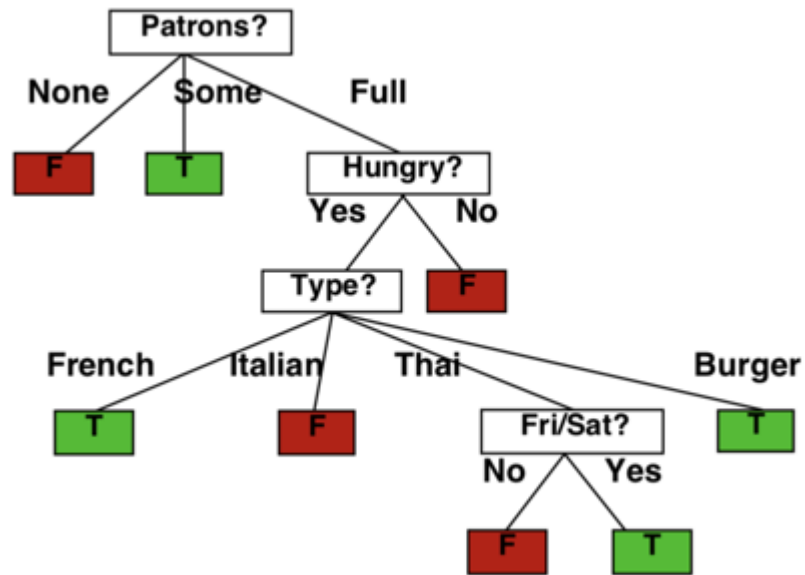 Patrons?
None Some Full
F T Hungry?
Yes No
Type? F
French Italian Thai Burger
T F Fri/Sat? T
No Yes
F T